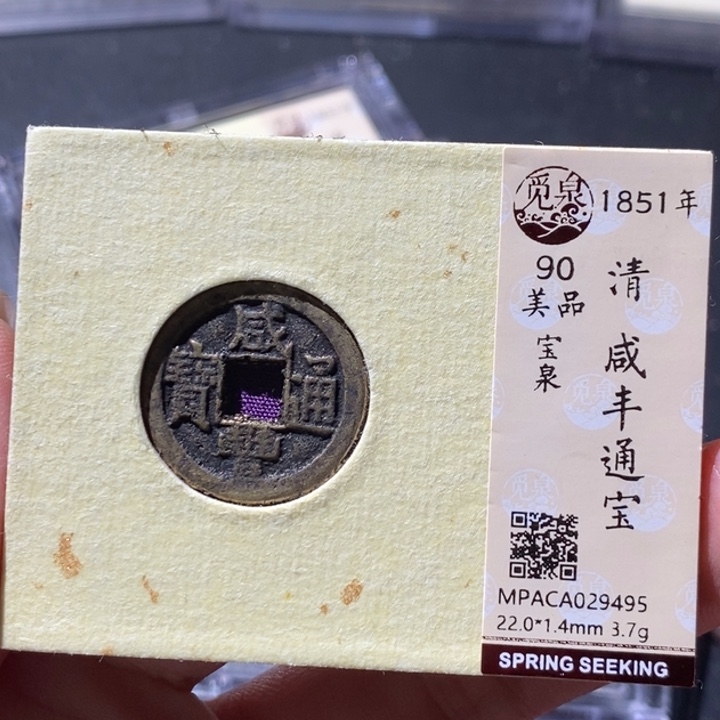 咸豐通寶
觅泉
1851年
90
美品
宝泉
清 咸丰通宝
MPACA029495
22.0*1.4mm 3.7g
SPRING SEEKING